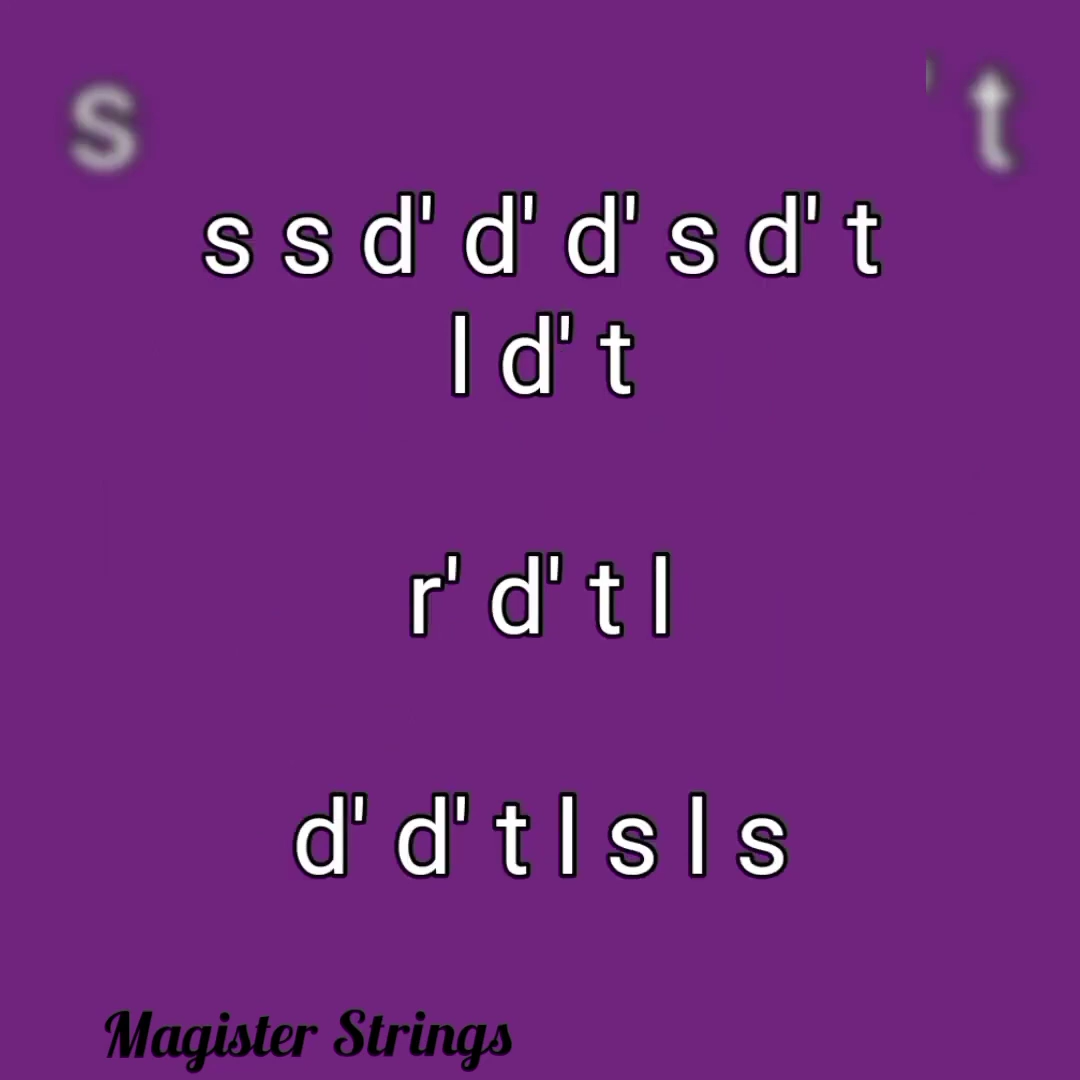 s t
s s d' d' d' s d' t
l d' t
r' d' t l
d' d' t l s l s
Magister Strings